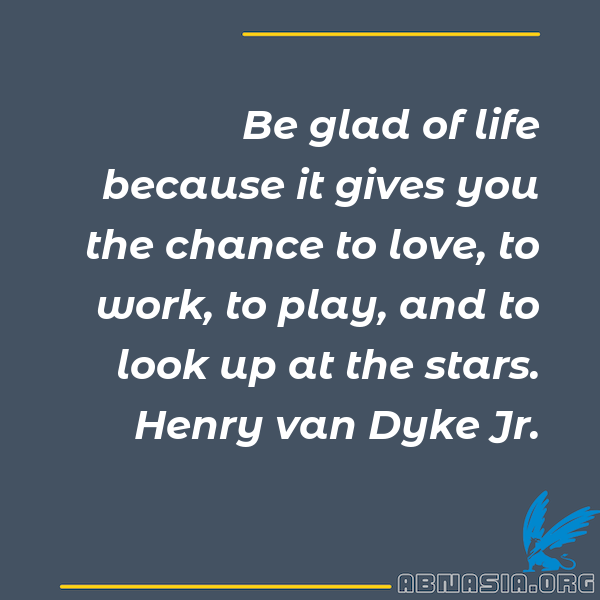 Be glad of life
because it gives you
the chance to love, to
work, to play, and to
look up at the stars.
Henry van Dyke Jr.
ABNASIA.ORG